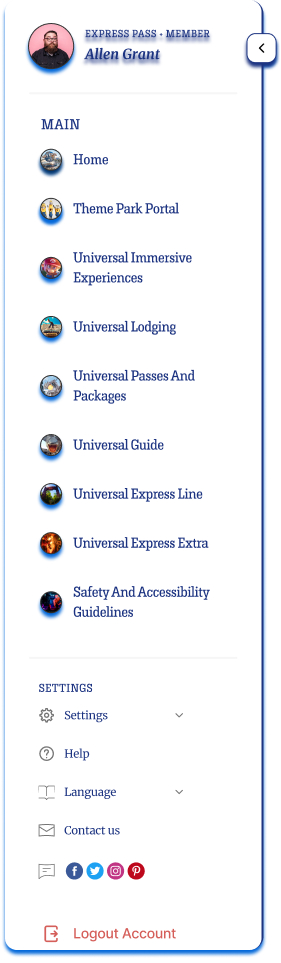 EXPRESS PASS • MEMBER
Allen Grant
MAIN
Home
Theme Park Portal
Universal Immersive
Experiences
Universal Lodging
Universal Passes And
Packages
Universal Guide
Universal Express Line
Universal Express Extra
Safety And Accessibility
Guidelines
SETTINGS
Settings
Help
Language
Contact us
Logout Account